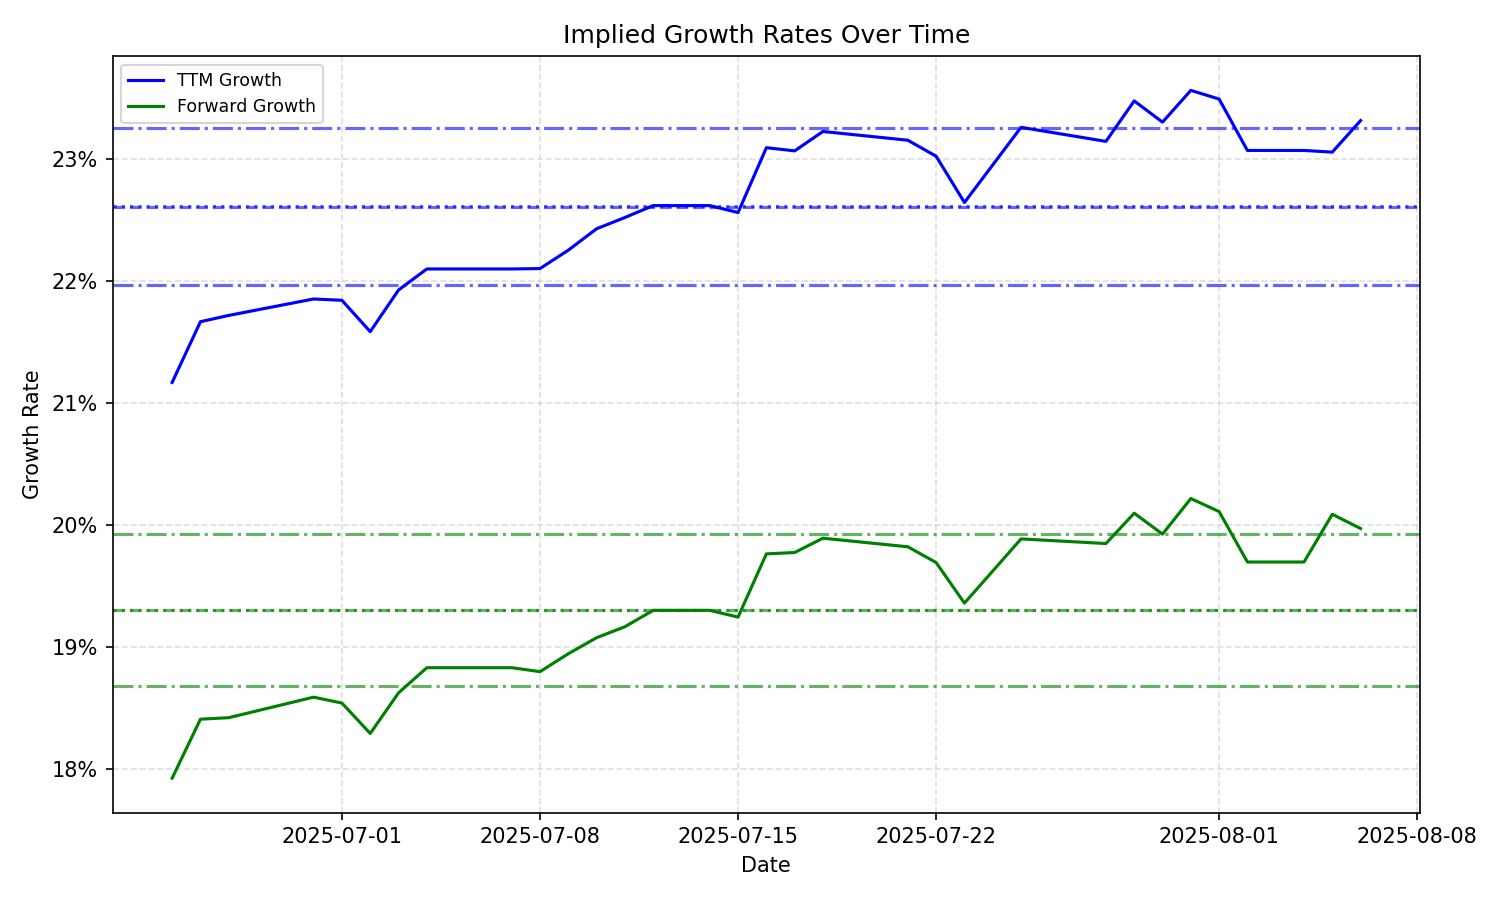 Implied Growth Rates Over Time
TTM Growth
Forward Growth
23%
22%
21%
20%
19%
18%
Growth Rate
2025-07-01
2025-07-08
2025-07-15
2025-07-22
2025-08-01
2025-08-08
Date